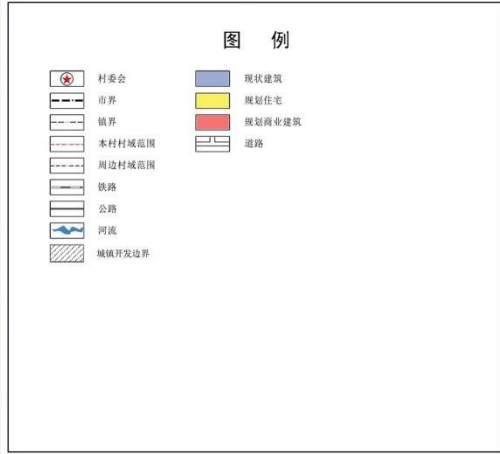 图 例
村委会
市界
镇界
本村村域范围
周边村域范围
铁路
公路
河流
城镇开发边界
现状建筑
规划住宅
规划商业建筑
道路